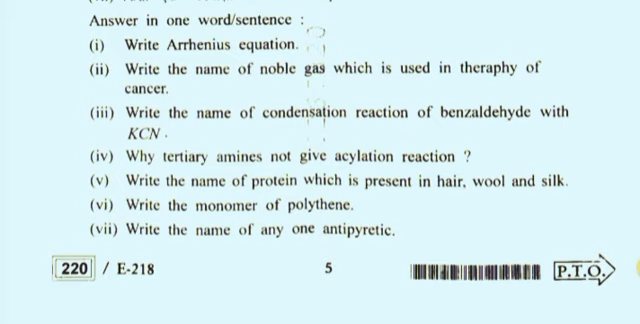 Answer in one word/sentence :
(i) Write Arrhenius equation.
(ii) Write the name of noble gas which is used in theraphy of
cancer.
(iii) Write the name of condensation reaction of benzaldehyde with
KCN.
(iv) Why tertiary amines not give acylation reaction ?
(v) Write the name of protein which is present in hair, wool and silk.
(vi) Write the monomer of polythene.
(vii) Write the name of any one antipyretic.
220 / E-218 5 P.T.O.